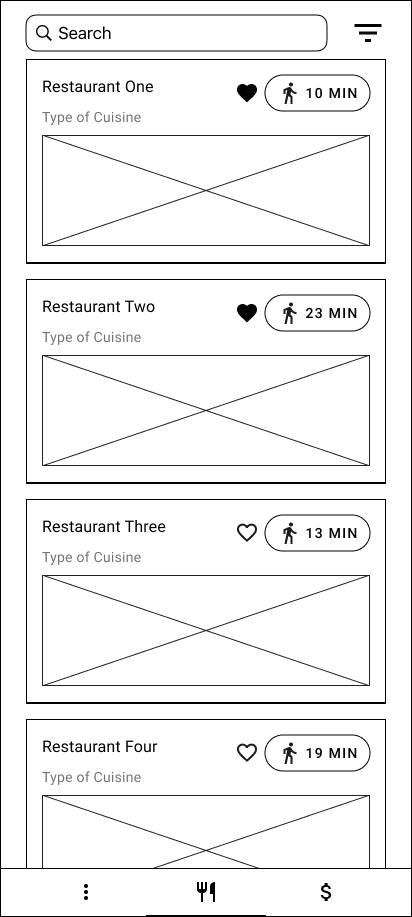 Search
Restaurant One
10 MIN
Type of Cuisine
Restaurant Two
23 MIN
Type of Cuisine
Restaurant Three
13 MIN
Type of Cuisine
Restaurant Four
19 MIN
Type of Cuisine
$